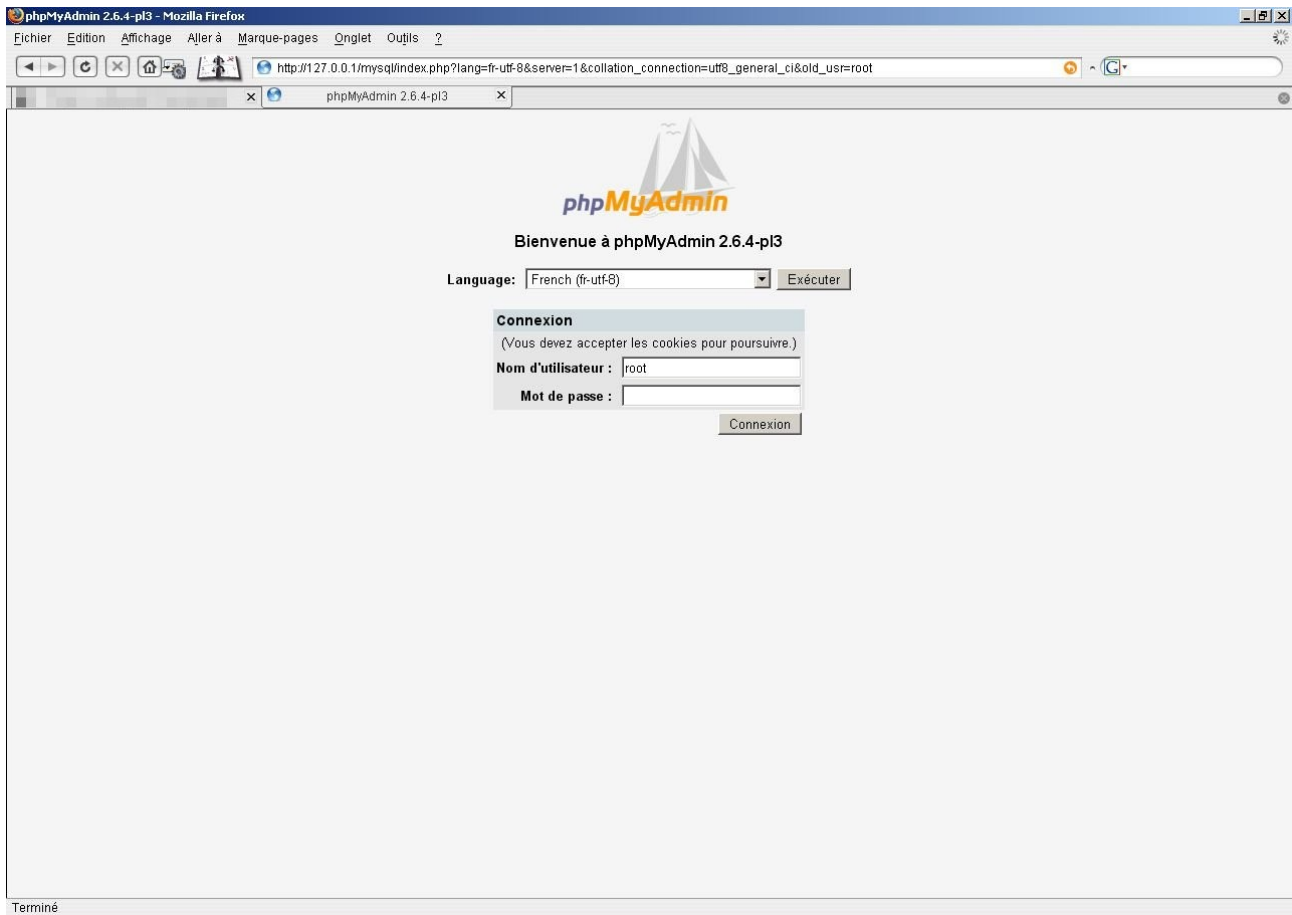 phpMyAdmin 2.6.4-pl3 - Mozilla Firefox
Fichier Edition Affichage Aller à Marque-pages Onglet Outils ?
http://127.0.0.1/mysql/index.php?lang=fr-utf-8&server=1&collation_connection=utf8_general_ci&old_usr=root
G
phpMyAdmin 2.6.4-pl3
phpMyAdmin
Bienvenue à phpMyAdmin 2.6.4-pl3
Language: French (fr-utf-8) Exécuter
Connexion
(Vous devez accepter les cookies pour poursuivre.)
Nom d'utilisateur : root
Mot de passe :
Connexion
Terminé